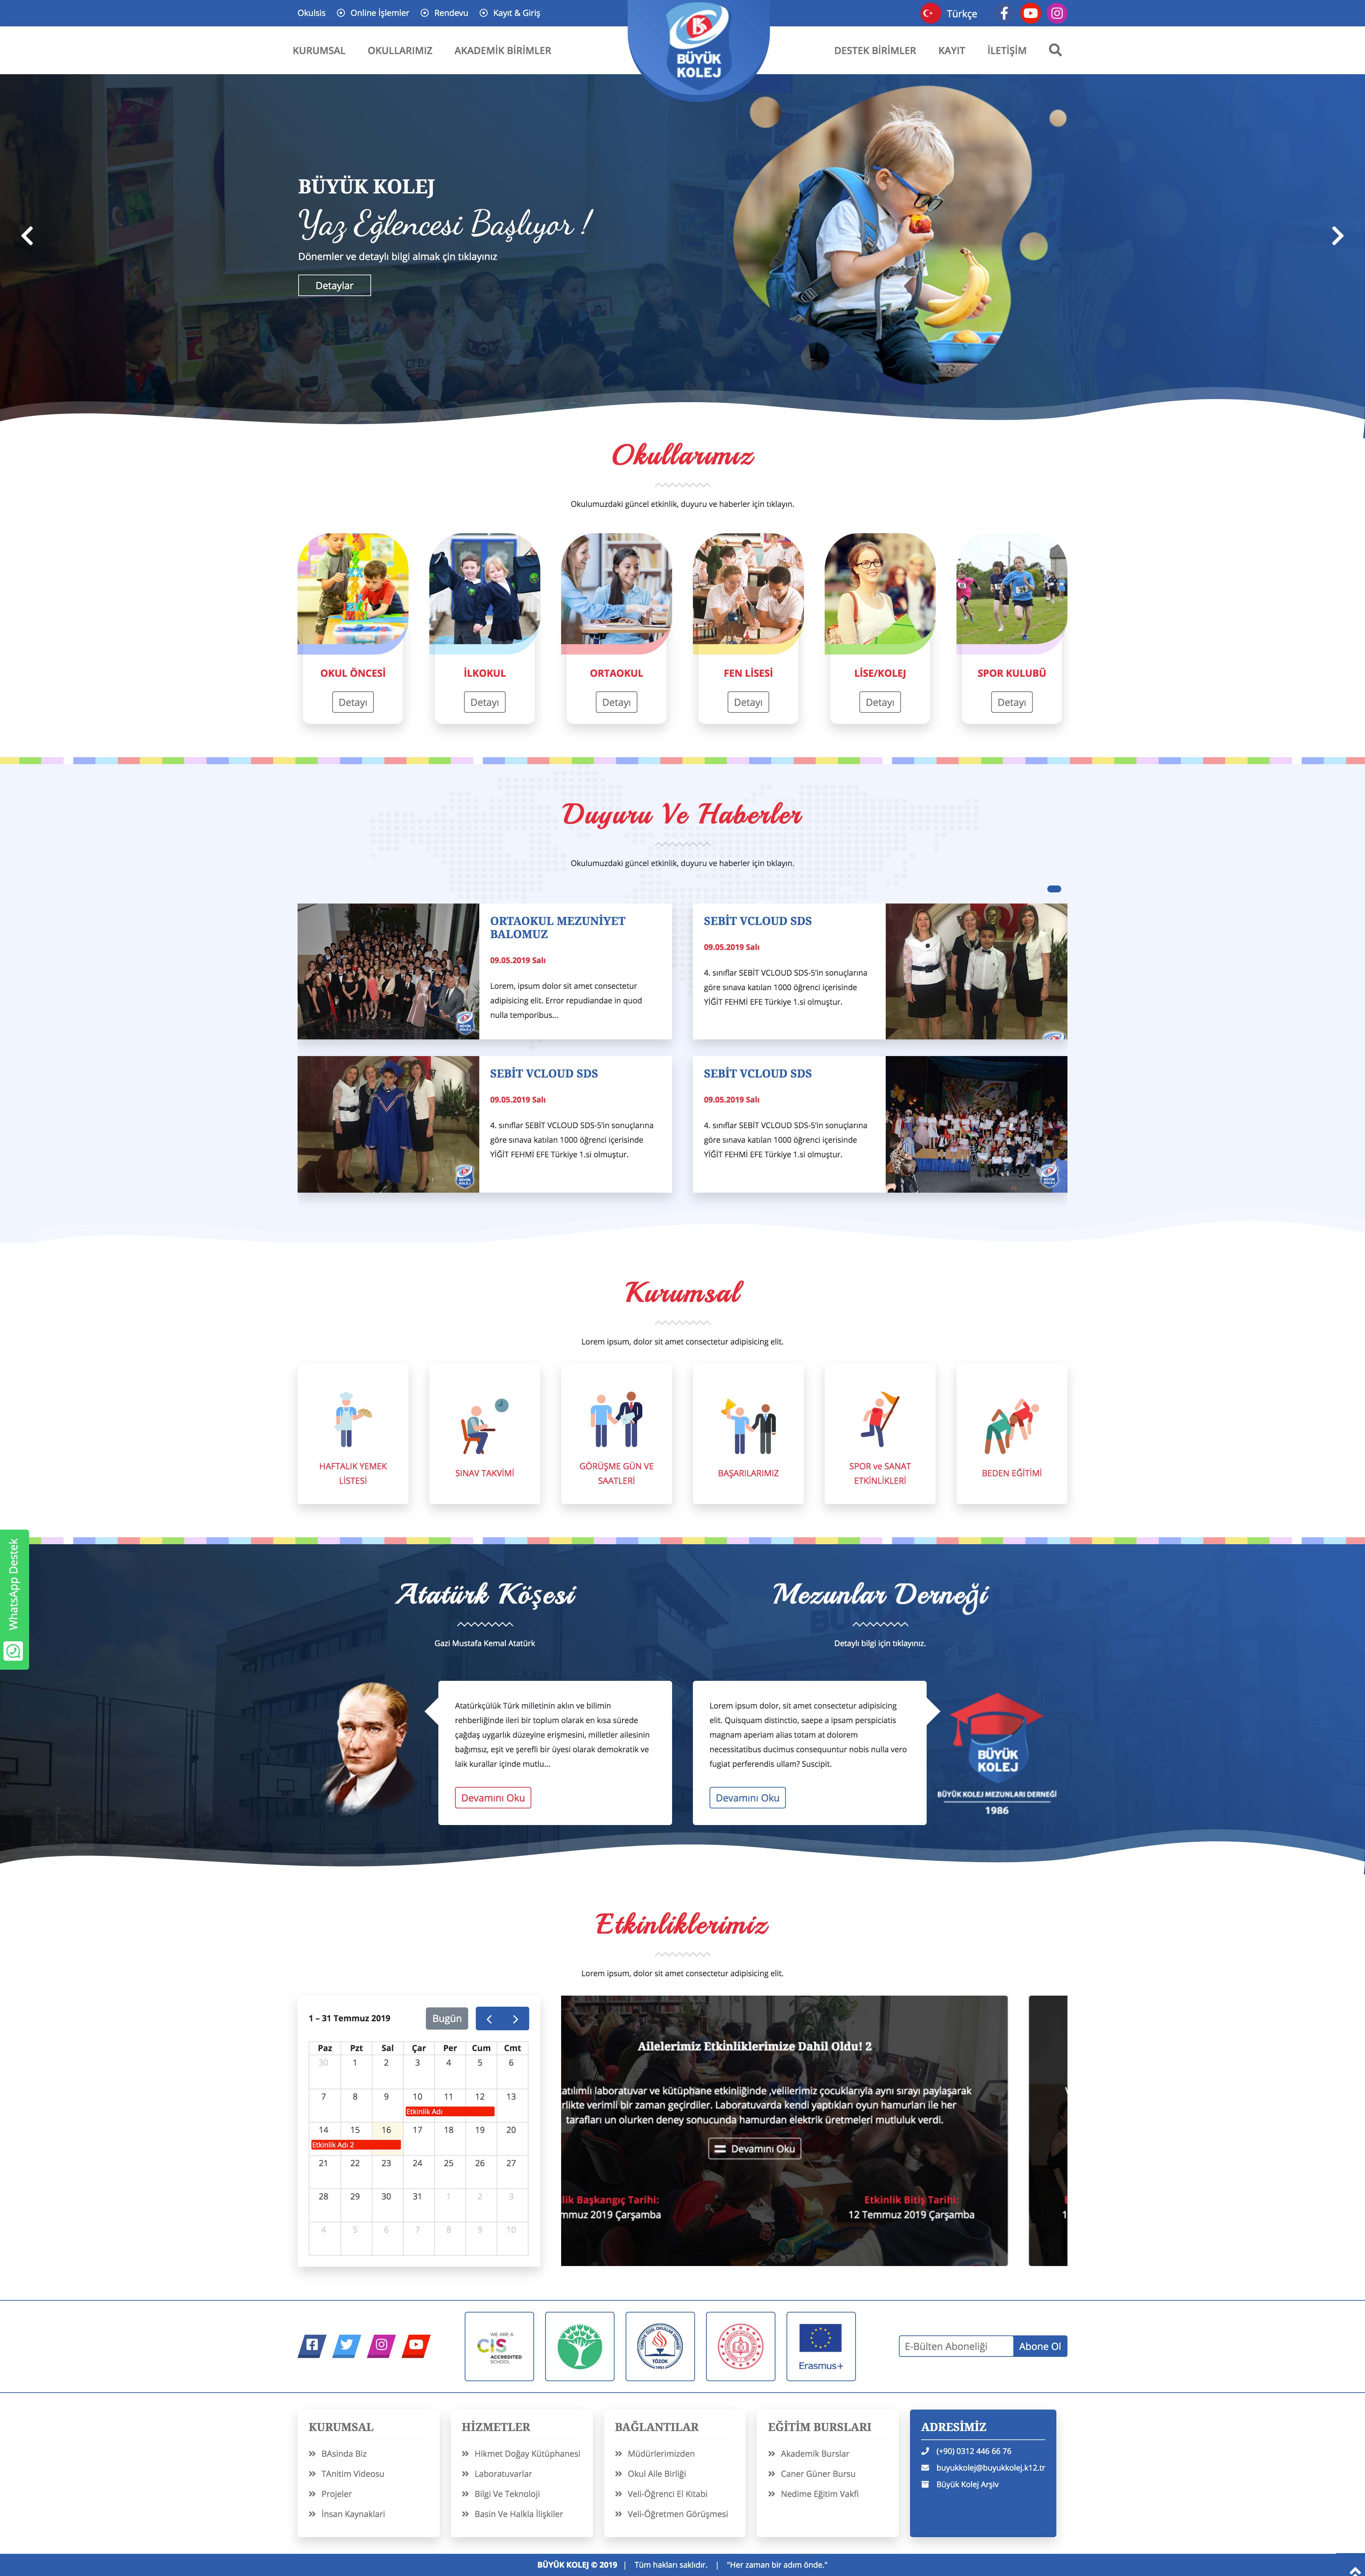 Okulsis Online İşlemler Rendevu Kayıt & Giriş
Türkçe
KURUMSAL OKULLARIMIZ AKADEMİK BİRİMLER
BÜYÜK
KOLEJ
DESTEK BİRİMLER KAYIT İLETİŞİM
BÜYÜK KOLEJ
Yaz Eğlencesi Başlıyor !
Dönemler ve detaylı bilgi almak çin tıklayınız
Detaylar
Okullarımız
Okulumuzdaki güncel etkinlik, duyuru ve haberler için tıklayın.
OKUL ÖNCESİ İLKOKUL ORTAOKUL FEN LİSESİ LİSE/KOLEJ SPOR KULUBÜ
Detayı Detayı Detayı Detayı Detayı Detayı
Duyuru Ve Haberler
Okulumuzdaki güncel etkinlik, duyuru ve haberler için tıklayın.
ORTAOKUL MEZUNİYET
BALOMUZ
09.05.2019 Salı
Lorem, ipsum dolor sit amet consectetur
adipisicing elit. Error repudiandae in quod
nulla temporibus...
SEBİT VCLOUD SDS
09.05.2019 Salı
4. sınıflar SEBİT VCLOUD SDS-5'in sonuçlarına
göre sınava katılan 1000 öğrenci içerisinde
YİĞİT FEHMİ EFE Türkiye 1.si olmuştur.
SEBİT VCLOUD SDS
09.05.2019 Salı
4. sınıflar SEBİT VCLOUD SDS-5'in sonuçlarına
göre sınava katılan 1000 öğrenci içerisinde
YİĞİT FEHMİ EFE Türkiye 1.si olmuştur.
SEBİT VCLOUD SDS
09.05.2019 Salı
4. sınıflar SEBİT VCLOUD SDS-5'in sonuçlarına
göre sınava katılan 1000 öğrenci içerisinde
YİĞİT FEHMİ EFE Türkiye 1.si olmuştur.
Kurumsal
Lorem ipsum, dolor sit amet consectetur adipisicing elit.
HAFTALIK YEMEK
LİSTESİ
SINAV TAKVİMİ
GÖRÜŞME GÜN VE
SAATLERİ
BAŞARILARIMIZ
SPOR ve SANAT
ETKİNLİKLERİ
BEDEN EĞİTİMİ
WhatsApp Destek
Atatürk Köşesi
Gazi Mustafa Kemal Atatürk
Atatürkçülük Türk milletinin aklın ve bilimin
rehberliğinde ileri bir toplum olarak en kısa sürede
çağdaş uygarlık düzeyine erişmesini, milletler ailesinin
bağımsız, eşit ve şerefli bir üyesi olarak demokratik ve
laik kurallar içinde mutlu...
Devamını Oku
Mezunlar Derneği
Detaylı bilgi için tıklayınız.
Lorem ipsum dolor, sit amet consectetur adipisicing
elit. Quisquam distinctio, saepe a ipsam perspiciatis
magnam aperiam alias totam at dolorem
necessitatibus ducimus consequuntur nobis nulla vero
fugiat perferendis ullam? Suscipit.
Devamını Oku
BÜYÜK
KOLEJ
BÜYÜK KOLEJ MEZUNLARI DERNEĞİ
1986
Etkinliklerimiz
Lorem ipsum, dolor sit amet consectetur adipisicing elit.
1 – 31 Temmuz 2019 Bugün
Paz Pzt Sal Çar Per Cum Cmt
30 1 2 3 4 5 6
7 8 9 10 11 12 13
Etkinlik Adı
14 15 16 17 18 19 20
Etkinlik Adı 2
21 22 23 24 25 26 27
28 29 30 31 1 2 3
4 5 6 7 8 9 10
Ailelerimiz Etkinliklerimize Dahil Oldu! 2
atılımlı laboratuvar ve kütüphane etkinliğinde ,velilerimiz çocuklarıyla aynı sırayı paylaşarak
rlikte verimli bir zaman geçirdiler. Laboratuvarda kendi yaptıkları oyun hamurları ile her
tarafları un olurken deney sonucunda hamurdan elektrik üretmeleri mutluluk verdi.
Devamını Oku
lik Başkangıç Tarihi: Etkinlik Bitiş Tarihi:
mmuz 2019 Çarşamba 12 Temmuz 2019 Çarşamba
WE ARE A
CIS
ACCREDITED
SCHOOL
TÖZOK
1951
Erasmus+
E-Bülten Aboneliği Abone Ol
KURUMSAL
BAsinda Biz
TAnitim Videosu
Projeler
İnsan Kaynaklari
HİZMETLER
Hikmet Doğay Kütüphanesi
Laboratuvarlar
Bilgi Ve Teknoloji
Basin Ve Halkla İlişkiler
BAĞLANTILAR
Müdürlerimizden
Okul Aile Birliği
Veli-Öğrenci El Kitabi
Veli-Öğretmen Görüşmesi
EĞİTİM BURSLARI
Akademik Burslar
Caner Güner Bursu
Nedime Eğitim Vakfi
ADRESİMİZ
(+90) 0312 446 66 76
buyukkolej@buyukkolej.k12.tr
Büyük Kolej Arşiv
BÜYÜK KOLEJ © 2019 | Tüm hakları saklıdır. | "Her zaman bir adım önde."